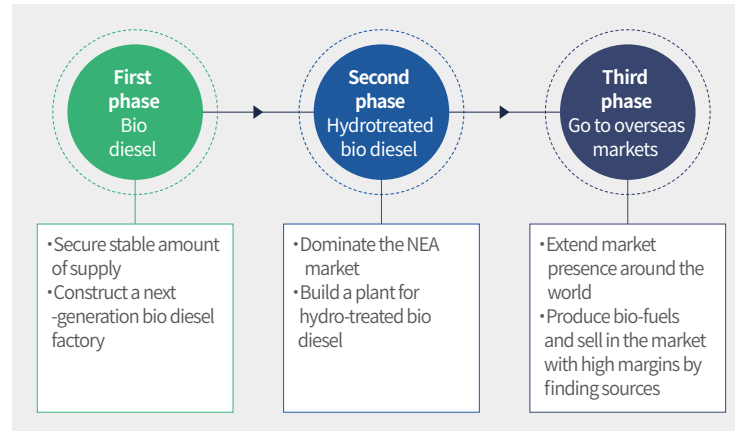 First
phase
Bio
diesel
Second
phase
Hydrotreated
bio diesel
Third
phase
Go to overseas
markets
•Secure stable amount
of supply
•Construct a next
-generation bio diesel
factory
•Dominate the NEA
market
•Build a plant for
hydro-treated bio
diesel
•Extend market
presence around the
world
•Produce bio-fuels
and sell in the market
with high margins by
finding sources